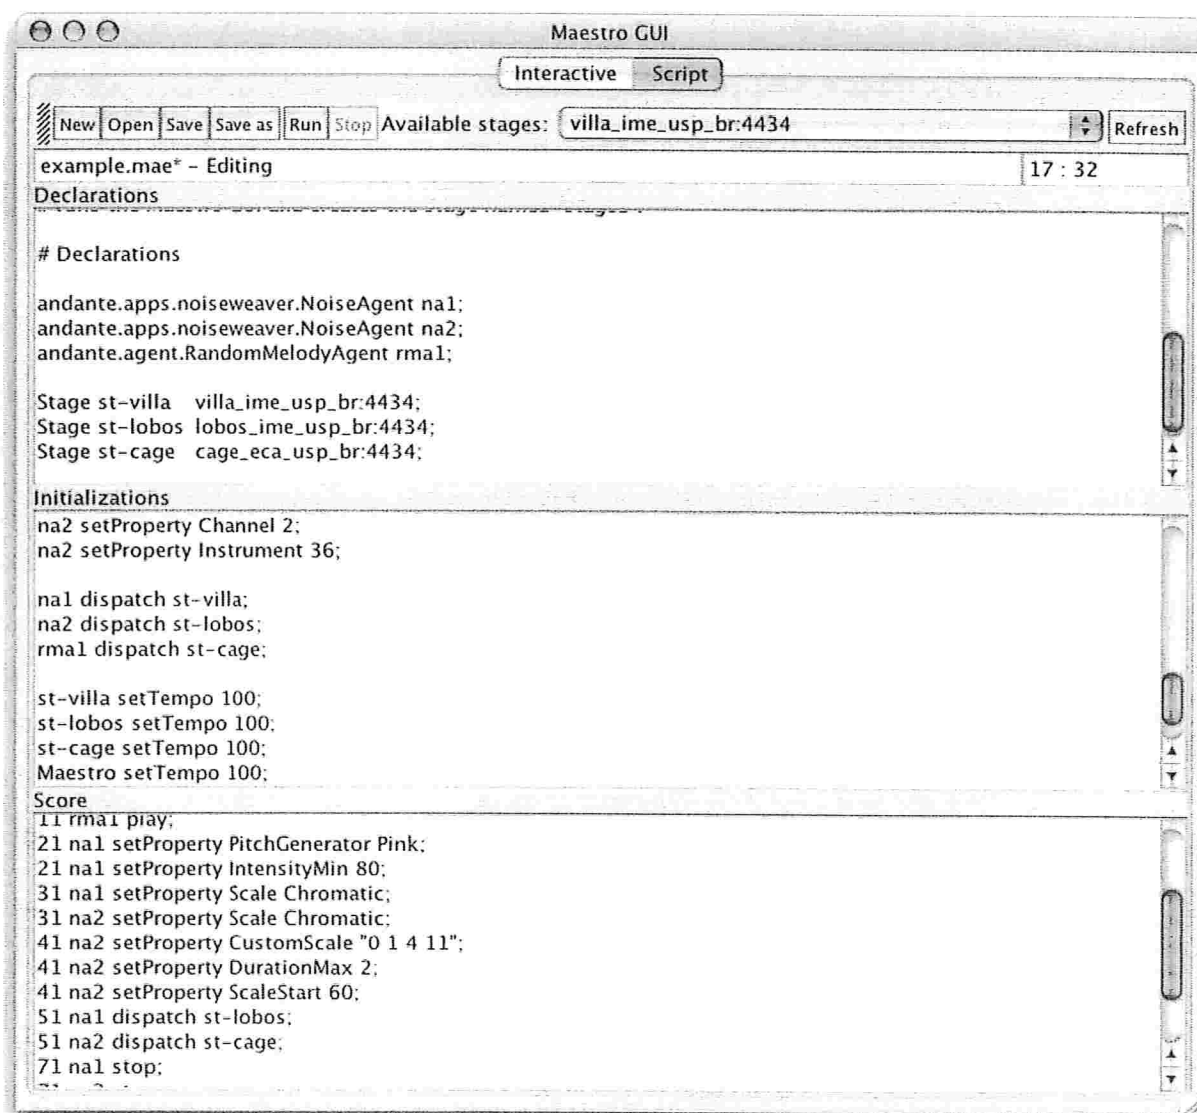 Maestro GUI
Interactive Script
New Open Save Save as Run Stop Available stages: villa_ime_usp_br:4434 Refresh
example.mae* - Editing 17 : 32
Declarations
# Declarations
andante.apps.noiseweaver.NoiseAgent na1;
andante.apps.noiseweaver.NoiseAgent na2;
andante.agent.RandomMelodyAgent rma1;
Stage st-villa villa_ime_usp_br:4434;
Stage st-lobos lobos_ime_usp_br:4434;
Stage st-cage cage_eca_usp_br:4434;
Initializations
na2 setProperty Channel 2;
na2 setProperty Instrument 36;
na1 dispatch st-villa;
na2 dispatch st-lobos;
rma1 dispatch st-cage;
st-villa setTempo 100;
st-lobos setTempo 100;
st-cage setTempo 100;
Maestro setTempo 100;
Score
11 rma1 play;
21 na1 setProperty PitchGenerator Pink;
21 na1 setProperty IntensityMin 80;
31 na1 setProperty Scale Chromatic;
31 na2 setProperty Scale Chromatic;
41 na2 setProperty CustomScale "0 1 4 11";
41 na2 setProperty DurationMax 2;
41 na2 setProperty ScaleStart 60;
51 na1 dispatch st-lobos;
51 na2 dispatch st-cage;
71 na1 stop;